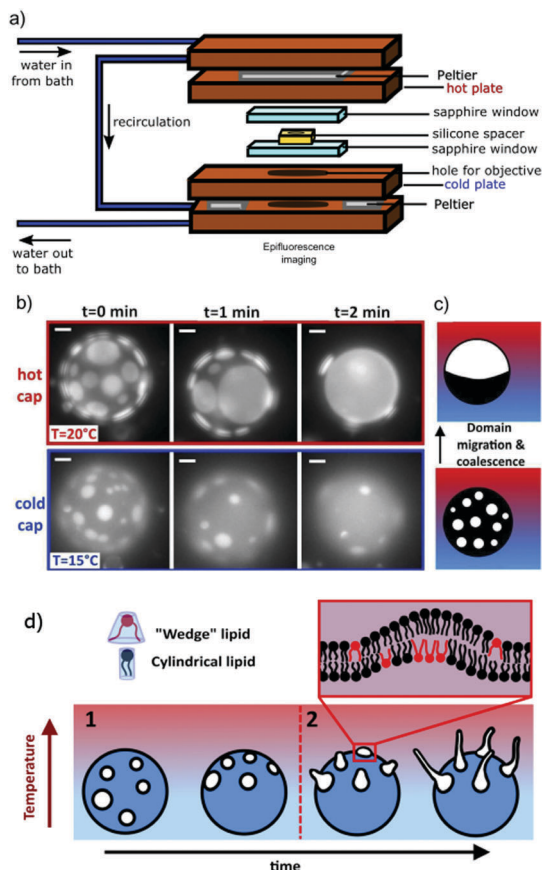 a)
water in
from bath
recirculation
water out
to bath
Peltier
hot plate
sapphire window
silicone spacer
sapphire window
hole for objective
cold plate
Peltier
Epifluorescence
imaging
b)
t=0 min t=1 min t=2 min
hot
cap
T=20°C
cold
cap
T=15°C
c)
Domain
migration &
coalescence
d)
"Wedge" lipid
Cylindrical lipid
Temperature
1
2
time